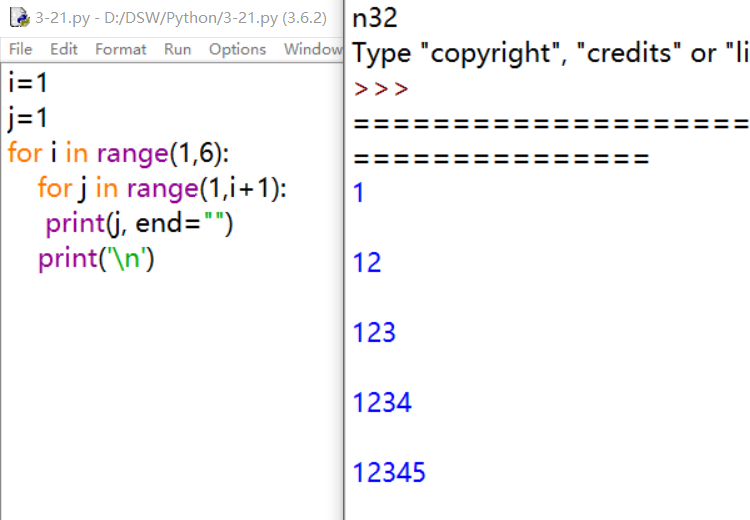 3-21.py - D:/DSW/Python/3-21.py (3.6.2)
File Edit Format Run Options Window
i=1
j=1
for i in range(1,6):
    for j in range(1,i+1):
     print(j, end="")
    print('\n')
n32
Type "copyright", "credits" or "li
>>>
=====================
===============
1
12
123
1234
12345